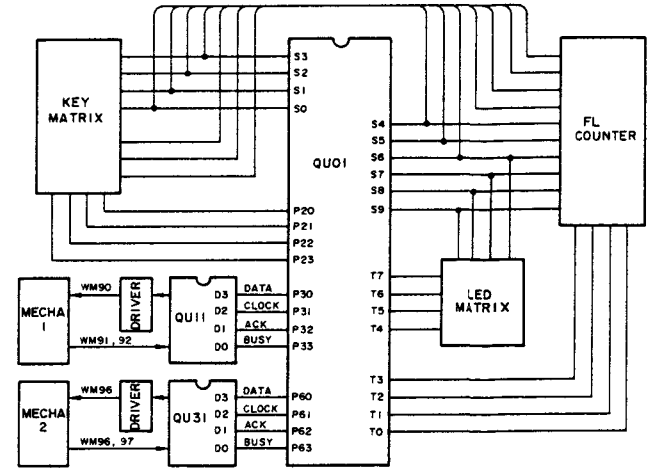 KEY
MATRIX
S3
S2
S1
S0
QU01
S4
S5
S6
S7
S8
S9
FL
COUNTER
P20
P21
P22
P23
MECHA
1
WM90
DRIVER
WM91, 92
QU11
D3
D2
D1
D0
DATA
CLOCK
ACK
BUSY
P30
P31
P32
P33
T7
T6
T5
T4
LED
MATRIX
MECHA
2
WM96
DRIVER
WM96, 97
QU31
D3
D2
D1
D0
DATA
CLOCK
ACK
BUSY
P60
P61
P62
P63
T3
T2
T1
T0